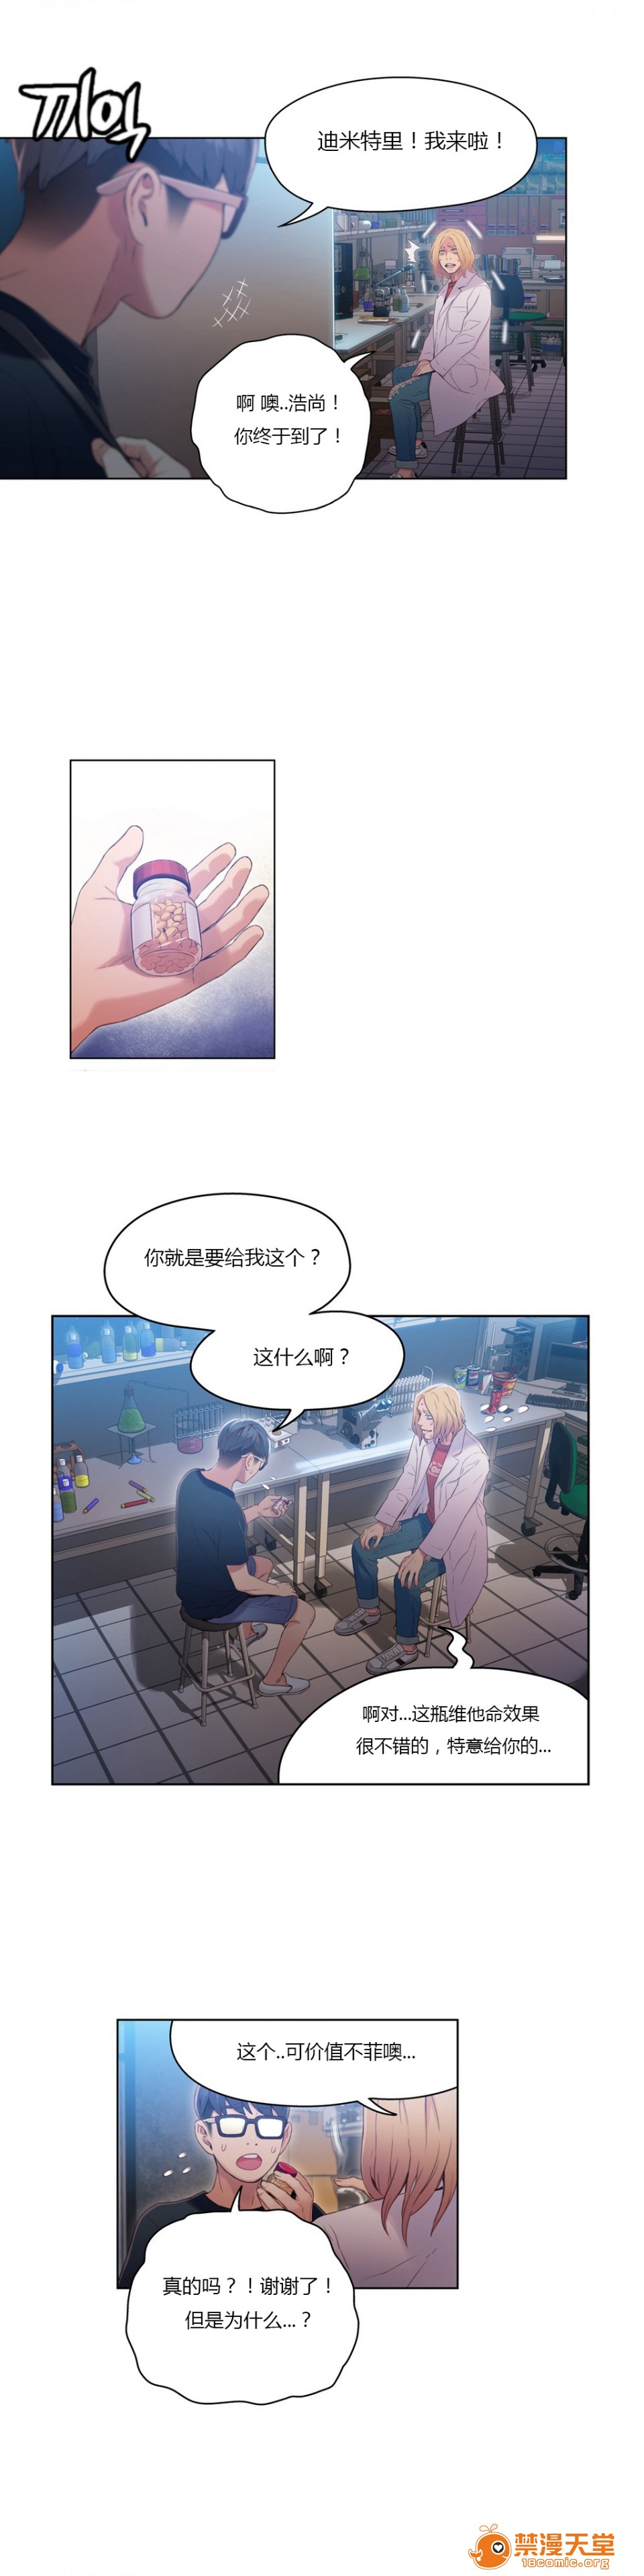 끼익
迪米特里！我来啦！
啊 噢..浩尚！
你终于到了！
你就是要给我这个？
这什么啊？
啊对...这瓶维他命效果
很不错的，特意给你的...
这个..可价值不菲噢...
真的吗？！谢谢了！
但是为什么...？
禁漫天堂
18comic.org